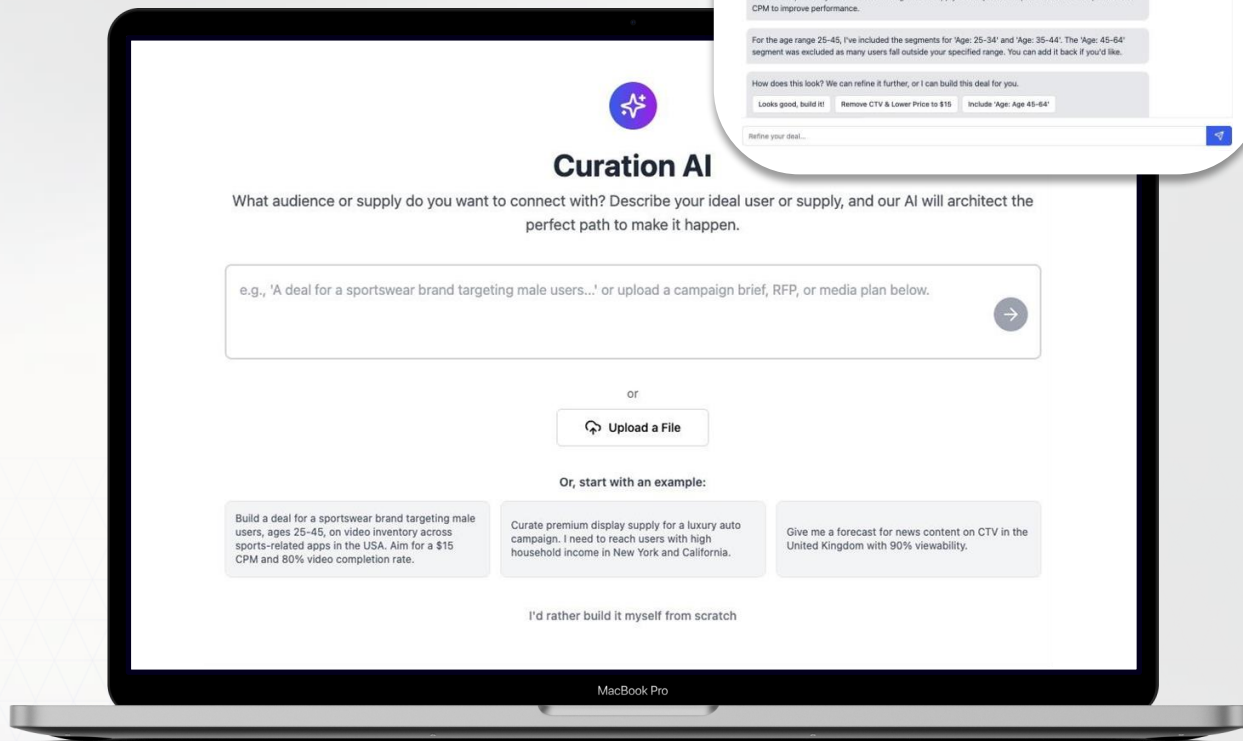 CPM to improve performance.
For the age range 25-45, I've included the segments for 'Age: 25-34' and 'Age: 35-44'. The 'Age: 45-64'
segment was excluded as many users fall outside your specified range. You can add it back if you'd like.
How does this look? We can refine it further, or I can build this deal for you.
Looks good, build it! Remove CTV & Lower Price to $15 Include 'Age: Age 45-64'
Refine your deal...
Curation AI
What audience or supply do you want to connect with? Describe your ideal user or supply, and our AI will architect the
perfect path to make it happen.
e.g., 'A deal for a sportswear brand targeting male users...' or upload a campaign brief, RFP, or media plan below.
or
Upload a File
Or, start with an example:
Build a deal for a sportswear brand targeting male
users, ages 25-45, on video inventory across
sports-related apps in the USA. Aim for a $15
CPM and 80% video completion rate.
Curate premium display supply for a luxury auto
campaign. I need to reach users with high
household income in New York and California.
Give me a forecast for news content on CTV in the
United Kingdom with 90% viewability.
I'd rather build it myself from scratch
MacBook Pro